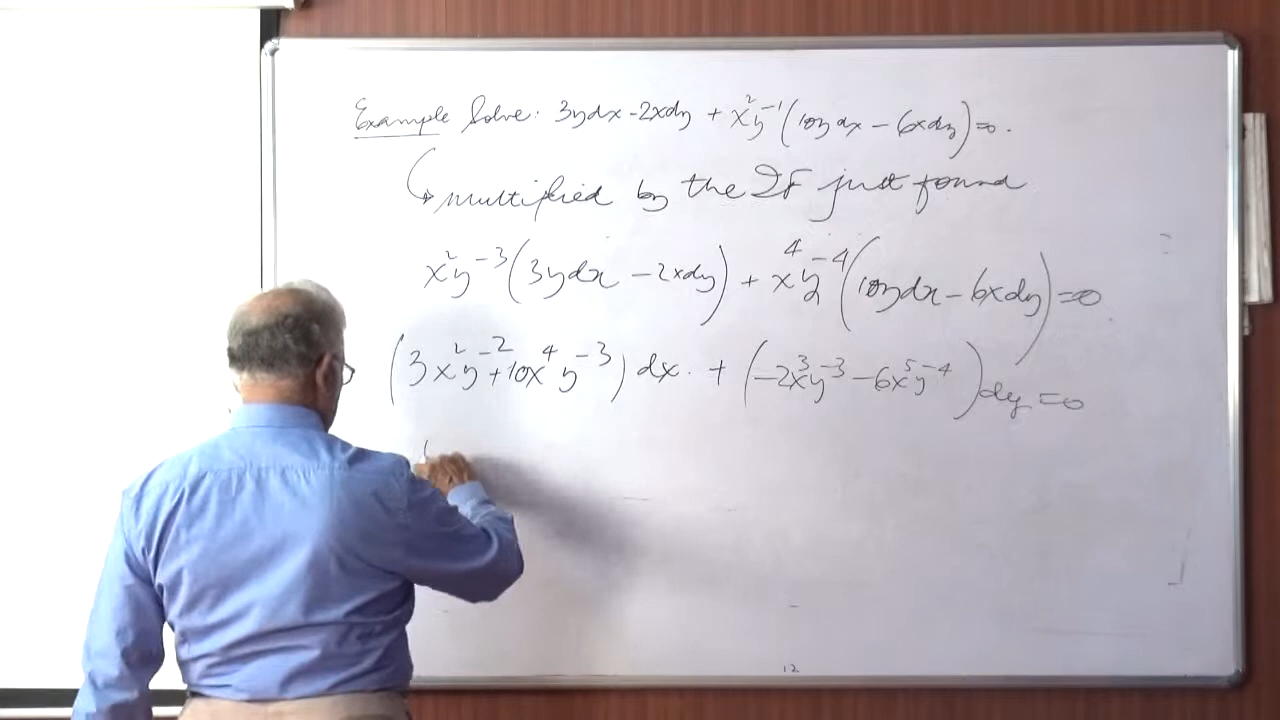 Example Solve: 3ydx - 2xdy + x²y⁻¹(10ydx - 6xdy) = 0.
↳ multiplied by the IF just found
x²y⁻³(3ydx - 2xdy) + x⁴y⁻⁴(10ydx - 6xdy) = 0
(3x²y⁻² + 10x⁴y⁻³)dx. + (-2x³y⁻³ - 6x⁵y⁻⁴)dy = 0
(
12